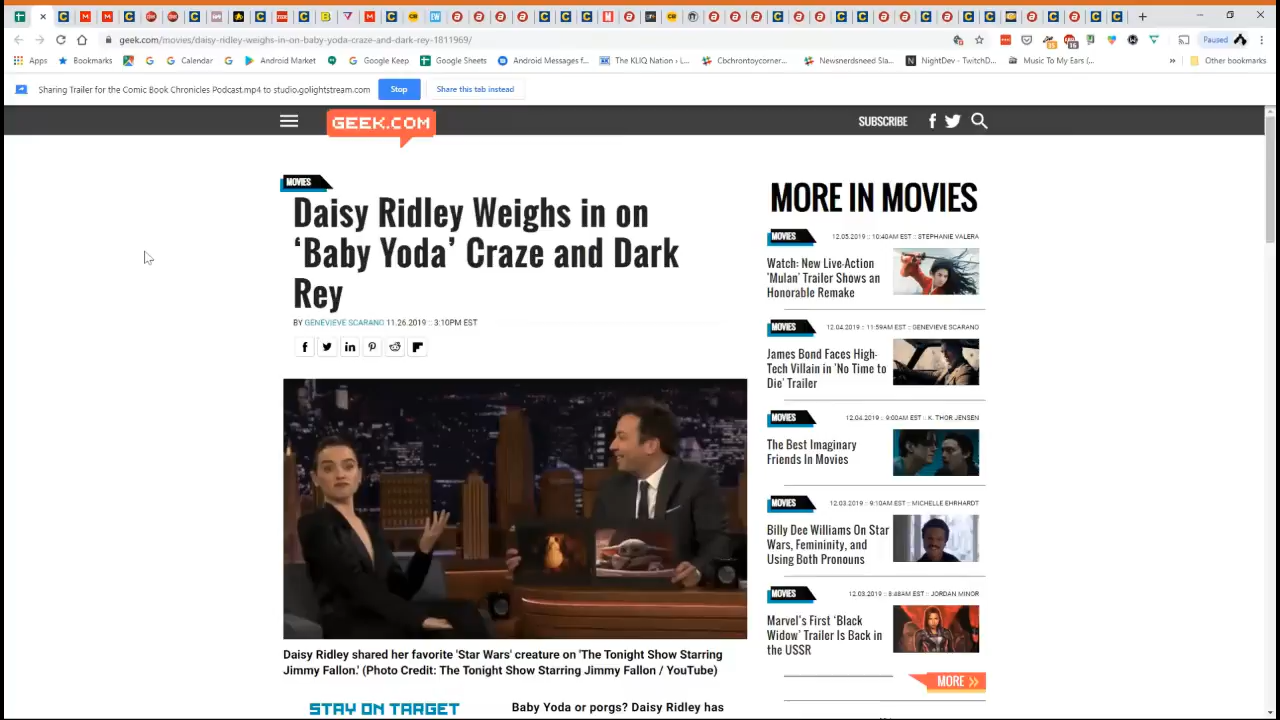 geek.com/movies/daisy-ridley-weighs-in-on-baby-yoda-craze-and-dark-rey-1811969/
Paused
Apps
Bookmarks
Calendar
Android Market
Google Keep
Google Sheets
Android Messages f...
The KLIQ Nation › L...
Cbchrontorycorner...
Newsnerdsneed Sla...
NightDev - TwitchD...
Music To My Ears (...
»
Other bookmarks
Sharing Trailer for the Comic Book Chronicles Podcast.mp4 to studio.golightstream.com
Stop
Share this tab instead
GEEK.COM
SUBSCRIBE
MOVIES
Daisy Ridley Weighs in on
‘Baby Yoda’ Craze and Dark
Rey
BY GENEVIEVE SCARANO 11.26.2019 :: 3:10PM EST
Daisy Ridley shared her favorite 'Star Wars' creature on 'The Tonight Show Starring
Jimmy Fallon.' (Photo Credit: The Tonight Show Starring Jimmy Fallon / YouTube)
STAY ON TARGET
Baby Yoda or porgs? Daisy Ridley has
MORE IN MOVIES
MOVIES
12.05.2019 :: 10:40AM EST :: STEPHANIE VALERA
Watch: New Live-Action
'Mulan' Trailer Shows an
Honorable Remake
MOVIES
12.04.2019 :: 11:59AM EST :: GENEVIEVE SCARANO
James Bond Faces High-
Tech Villain in 'No Time to
Die' Trailer
MOVIES
12.04.2019 :: 9:00AM EST :: K. THOR JENSEN
The Best Imaginary
Friends In Movies
MOVIES
12.03.2019 :: 9:10AM EST :: MICHELLE EHRHARDT
Billy Dee Williams On Star
Wars, Femininity, and
Using Both Pronouns
MOVIES
12.03.2019 :: 8:48AM EST :: JORDAN MINOR
Marvel's First ‘Black
Widow’ Trailer Is Back in
the USSR
MORE »